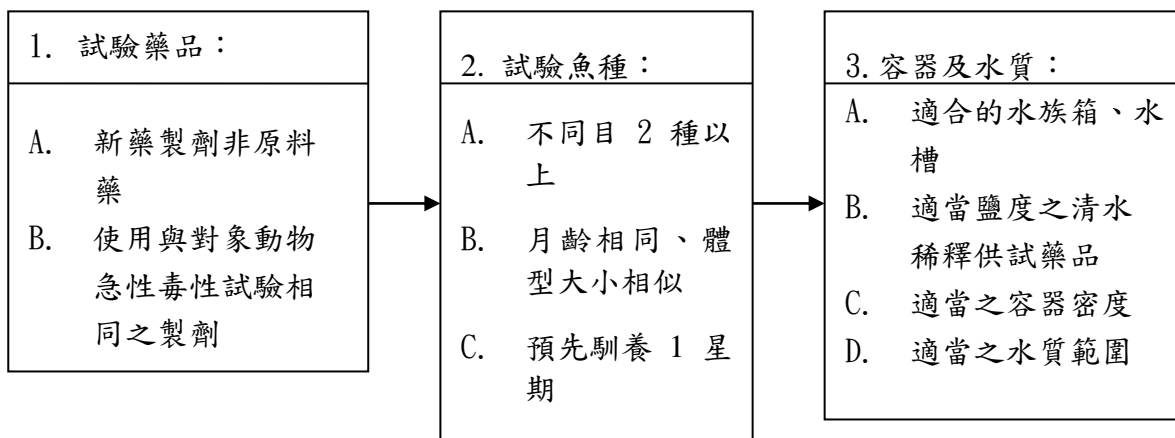 1. 試驗藥品：
A. 新藥製劑非原料
藥
B. 使用與對象動物
急性毒性試驗相
同之製劑
2. 試驗魚種：
A. 不同目 2 種以
上
B. 月齡相同、體
型大小相似
C. 預先馴養 1 星
期
3. 容器及水質：
A. 適合的水族箱、水
槽
B. 適當鹽度之清水
稀釋供試藥品
C. 適當之容器密度
D. 適當之水質範圍